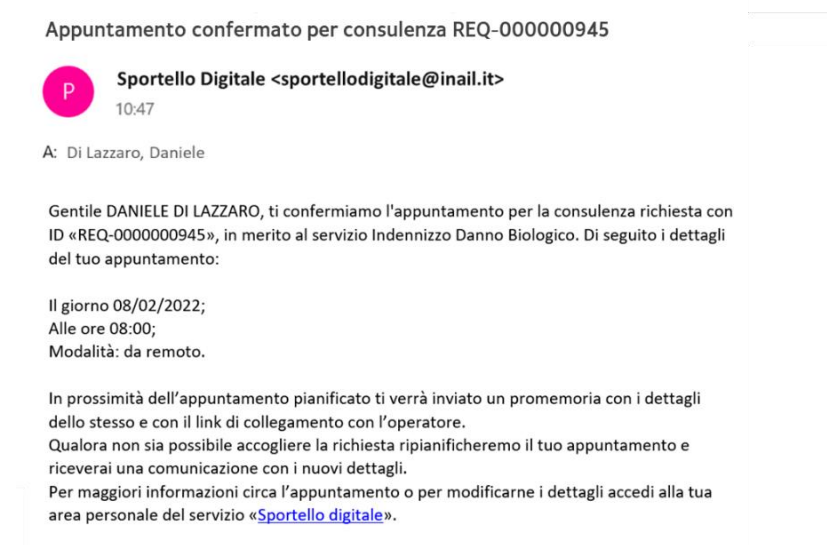 Appuntamento confermato per consulenza REQ-000000945
P
Sportello Digitale <sportellodigitale@inail.it>
10:47
A: Di Lazzaro, Daniele
Gentile DANIELE DI LAZZARO, ti confermiamo l'appuntamento per la consulenza richiesta con
ID «REQ-0000000945», in merito al servizio Indennizzo Danno Biologico. Di seguito i dettagli
del tuo appuntamento:
Il giorno 08/02/2022;
Alle ore 08:00;
Modalità: da remoto.
In prossimità dell’appuntamento pianificato ti verrà inviato un promemoria con i dettagli
dello stesso e con il link di collegamento con l’operatore.
Qualora non sia possibile accogliere la richiesta ripianificheremo il tuo appuntamento e
riceverai una comunicazione con i nuovi dettagli.
Per maggiori informazioni circa l’appuntamento o per modificarne i dettagli accedi alla tua
area personale del servizio «Sportello digitale».